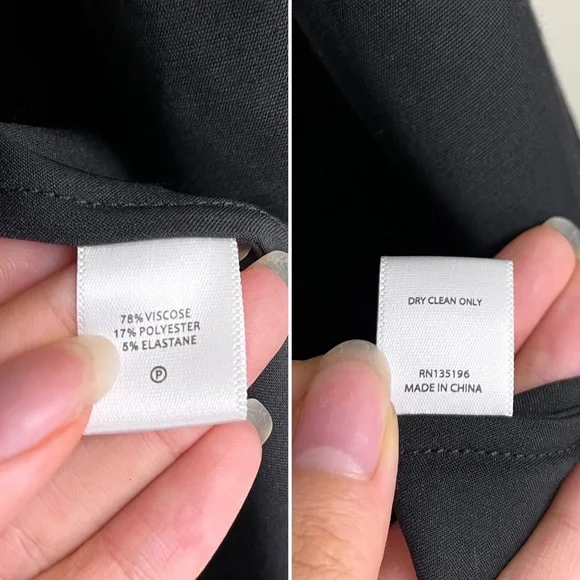 78% VISCOSE
17% POLYESTER
5% ELASTANE
P
DRY CLEAN ONLY
RN135196
MADE IN CHINA